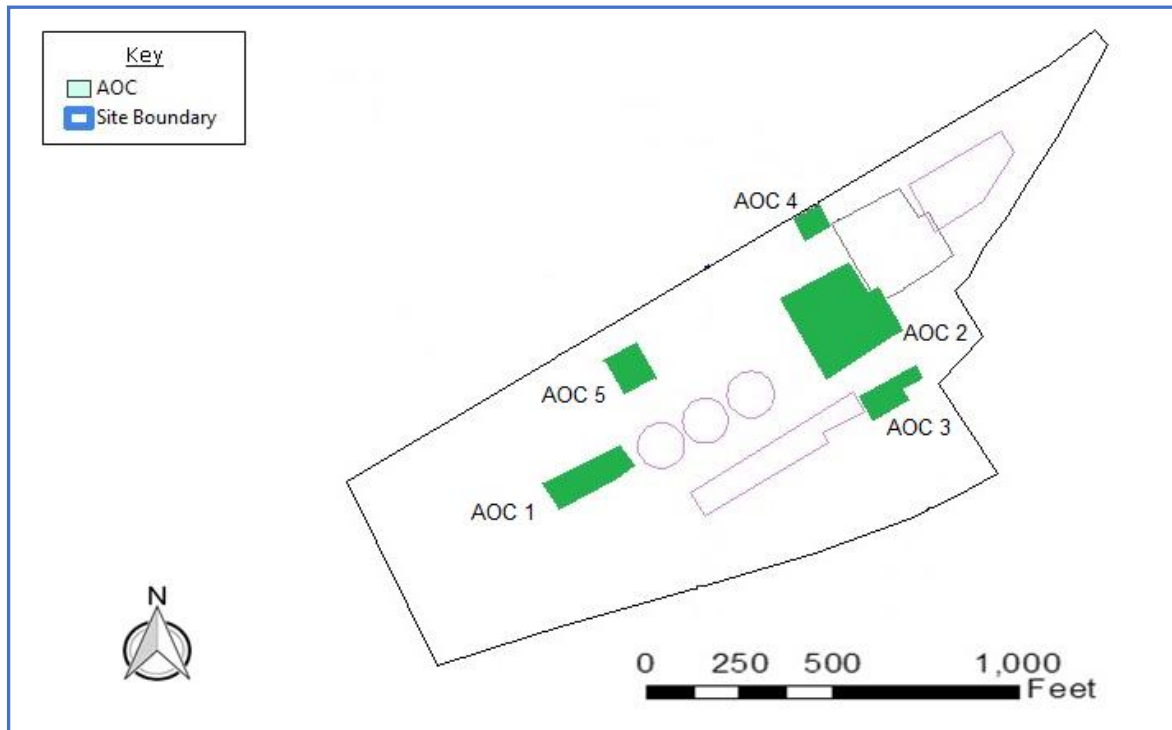 Key
AOC
Site Boundary
AOC 4
AOC 2
AOC 5
AOC 3
AOC 1
N
0 250 500 1,000
Feet